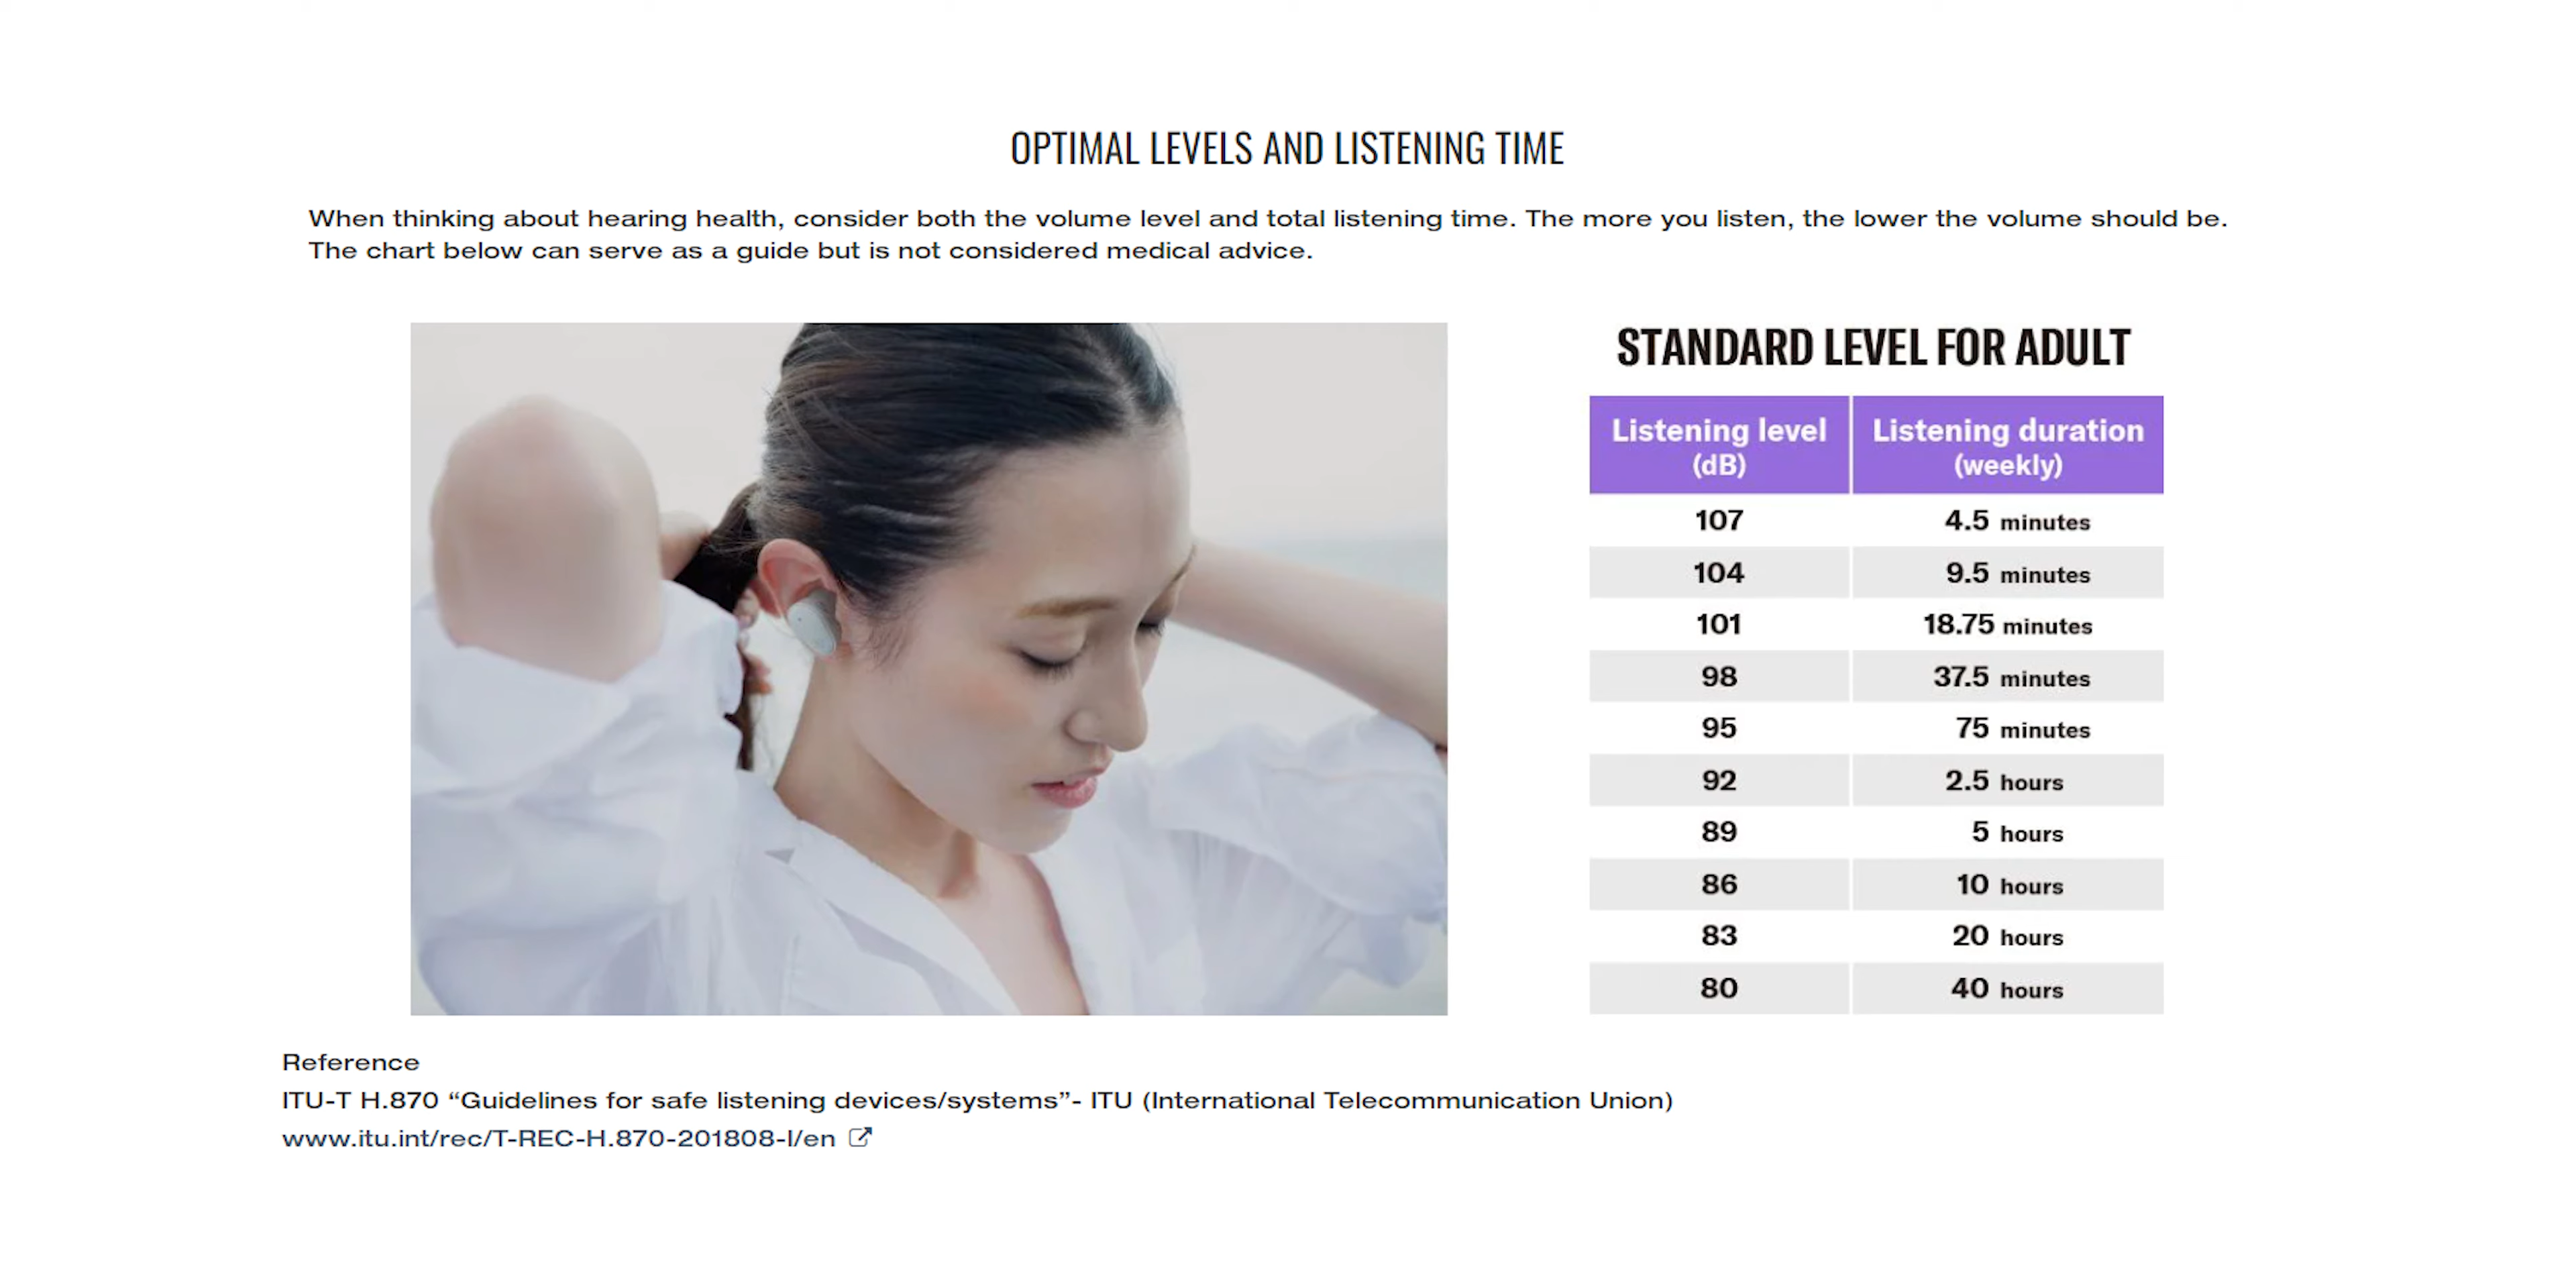 OPTIMAL LEVELS AND LISTENING TIME
When thinking about hearing health, consider both the volume level and total listening time. The more you listen, the lower the volume should be.
The chart below can serve as a guide but is not considered medical advice.
STANDARD LEVEL FOR ADULT
Listening level (dB) Listening duration (weekly)
107 4.5 minutes
104 9.5 minutes
101 18.75 minutes
98 37.5 minutes
95 75 minutes
92 2.5 hours
89 5 hours
86 10 hours
83 20 hours
80 40 hours
Reference
ITU-T H.870 “Guidelines for safe listening devices/systems”- ITU (International Telecommunication Union)
www.itu.int/rec/T-REC-H.870-201808-I/en